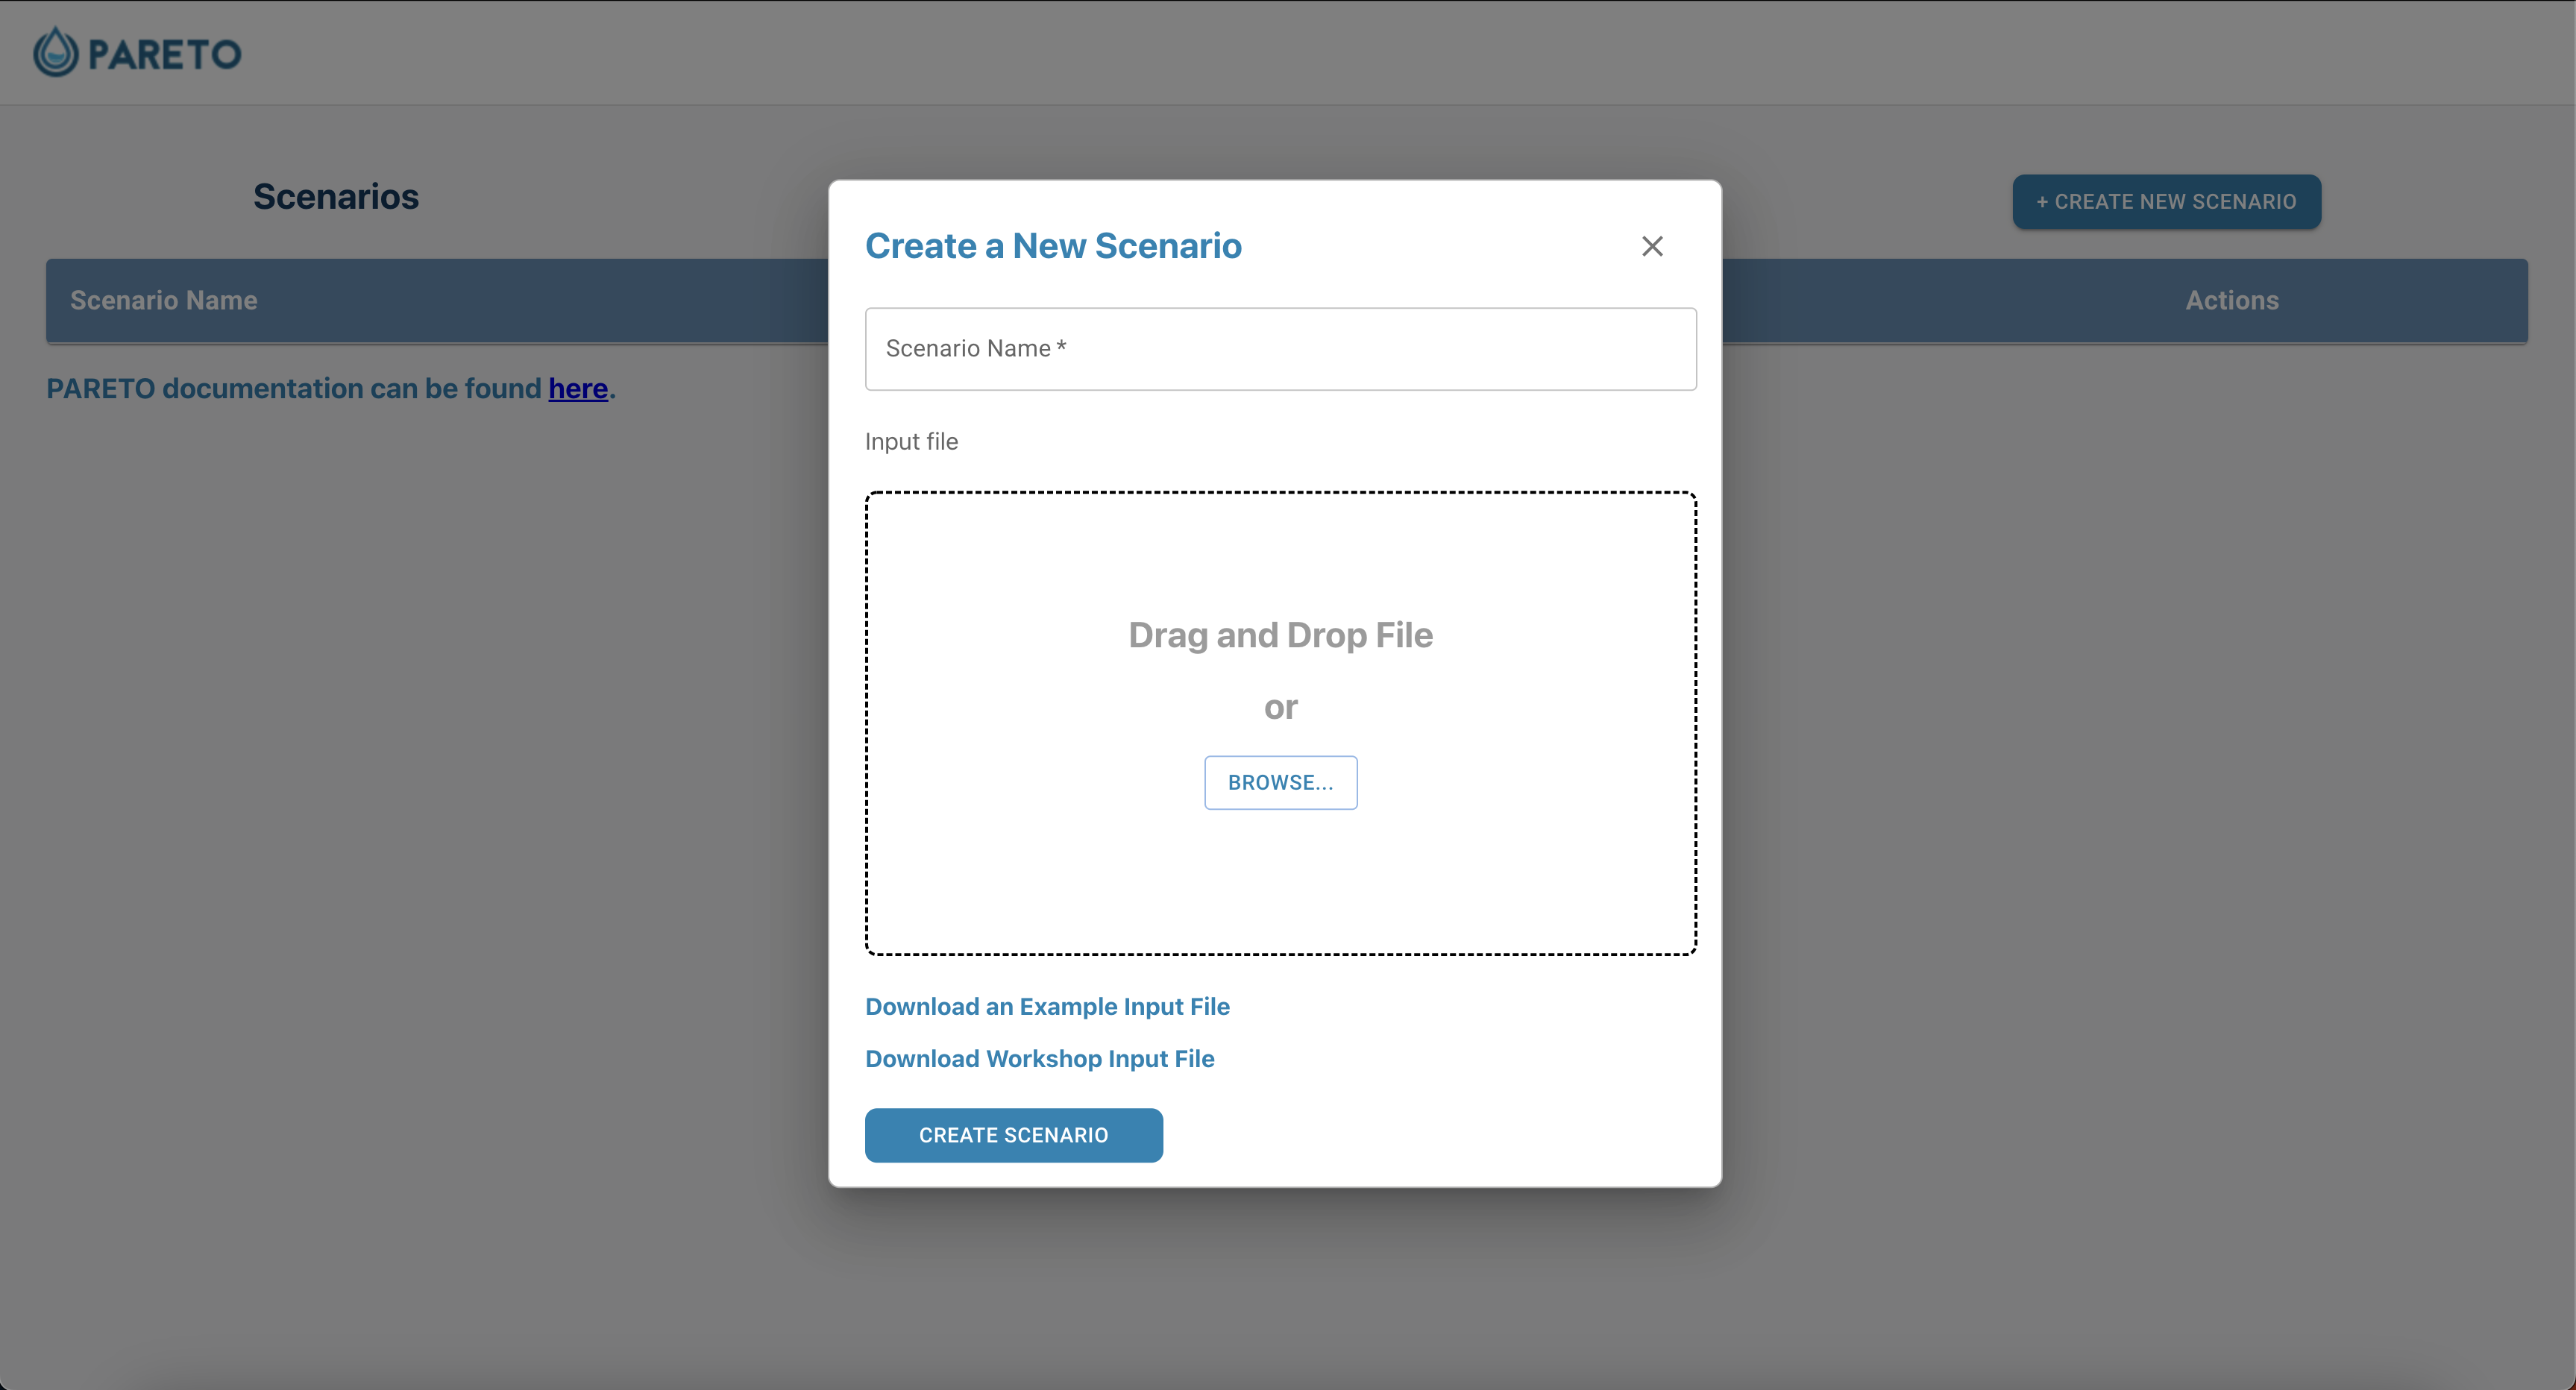 PARETO
Scenarios
+ CREATE NEW SCENARIO
Scenario Name
Actions
PARETO documentation can be found here.
Create a New Scenario
Scenario Name *
Input file
Drag and Drop File
or
BROWSE...
Download an Example Input File
Download Workshop Input File
CREATE SCENARIO